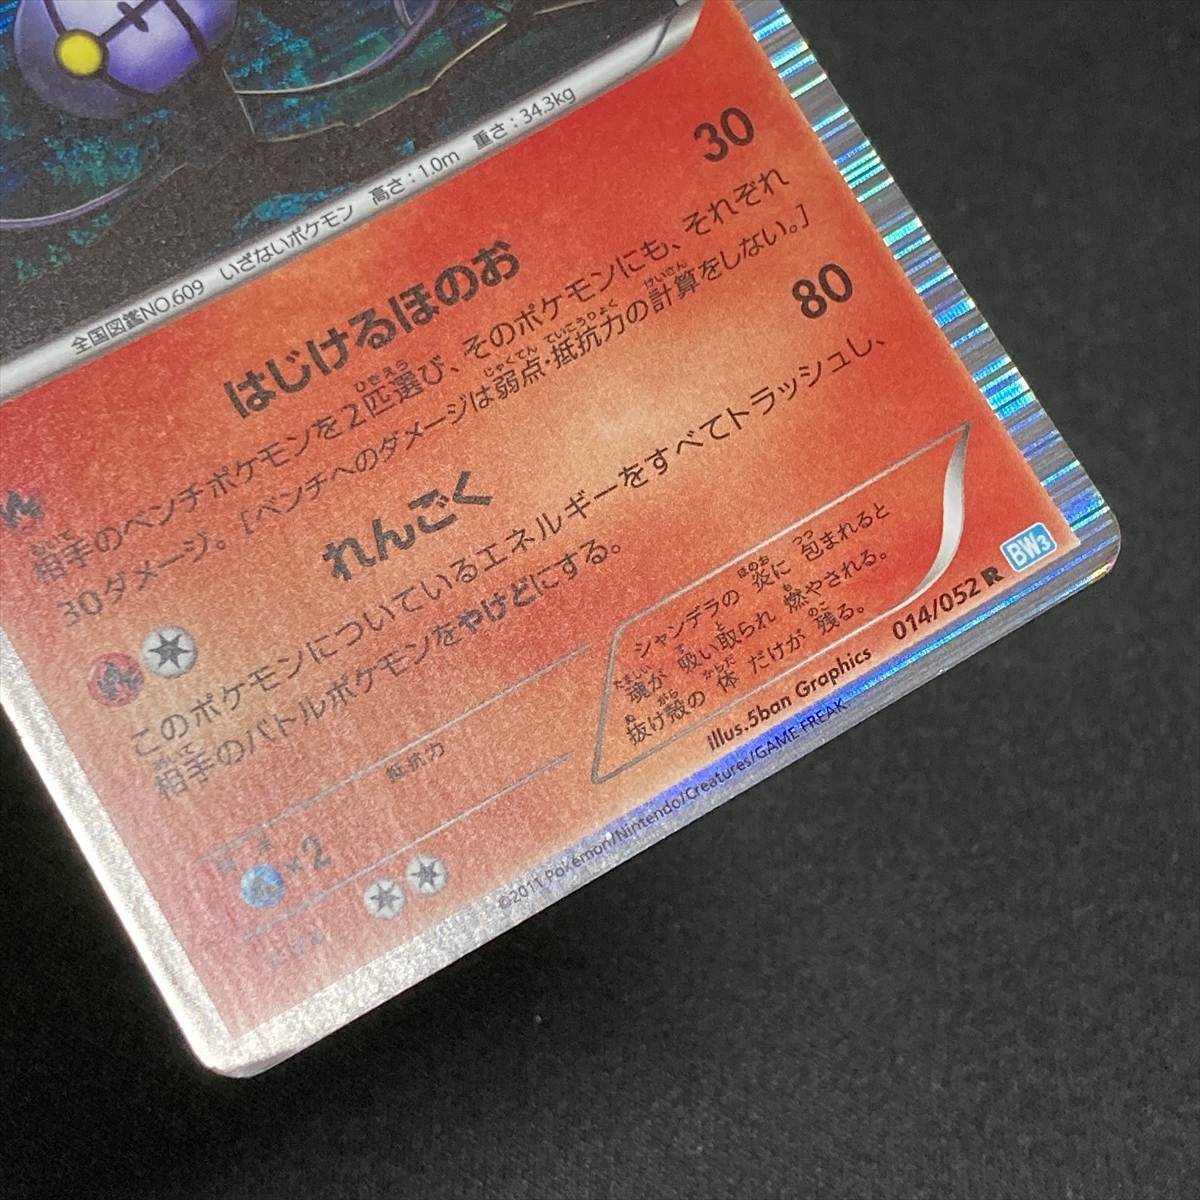 全国図鑑NO.609 いざないポケモン 高さ:1.0m 重さ:34.3kg
はじけるほのお 30
相手のベンチポケモンを2匹選び、そのポケモンにも、それぞれ
30ダメージ。[ベンチへのダメージは弱点・抵抗力の計算をしない。]
れんごく 80
このポケモンについているエネルギーをすべてトラッシュし、
相手のバトルポケモンをやけどにする。
抵抗力
×2
シャンデラの 炎に 包まれると
魂が 吸い取られ 燃やされる。
抜け殻の 体 だけが 残る。
illus.5ban Graphics
014/052 R BW3
©2011 Pokémon/Nintendo/Creatures/GAME FREAK.